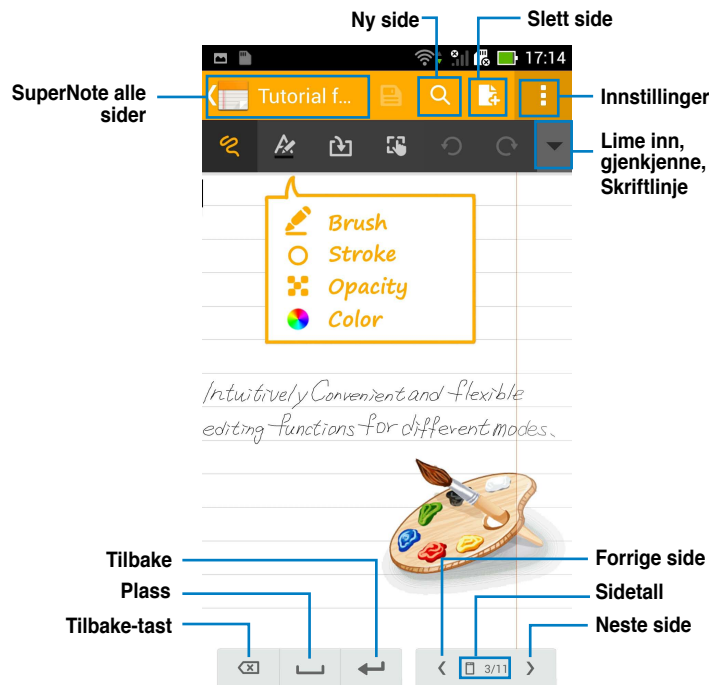 Ny side
Slett side
17:14
SuperNote alle
sider
Tutorial f...
Innstillinger
Lime inn,
gjenkjenne,
Skriftlinje
Brush
Stroke
Opacity
Color
Intuitively Convenient and flexible
editing functions for different modes.
Tilbake
Plass
Tilbake-tast
Forrige side
Sidetall
Neste side
3/11